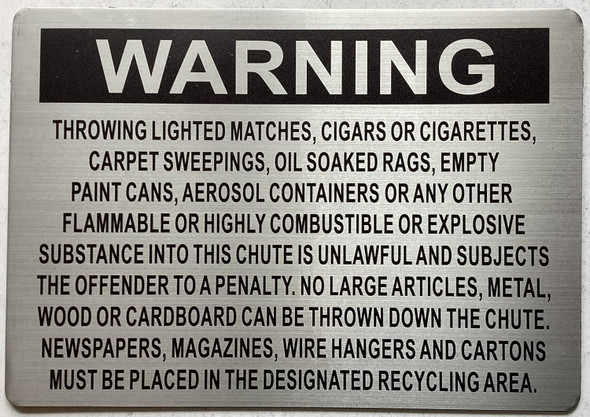 WARNING
THROWING LIGHTED MATCHES, CIGARS OR CIGARETTES,
CARPET SWEEPINGS, OIL SOAKED RAGS, EMPTY
PAINT CANS, AEROSOL CONTAINERS OR ANY OTHER
FLAMMABLE OR HIGHLY COMBUSTIBLE OR EXPLOSIVE
SUBSTANCE INTO THIS CHUTE IS UNLAWFUL AND SUBJECTS
THE OFFENDER TO A PENALTY. NO LARGE ARTICLES, METAL,
WOOD OR CARDBOARD CAN BE THROWN DOWN THE CHUTE.
NEWSPAPERS, MAGAZINES, WIRE HANGERS AND CARTONS
MUST BE PLACED IN THE DESIGNATED RECYCLING AREA.